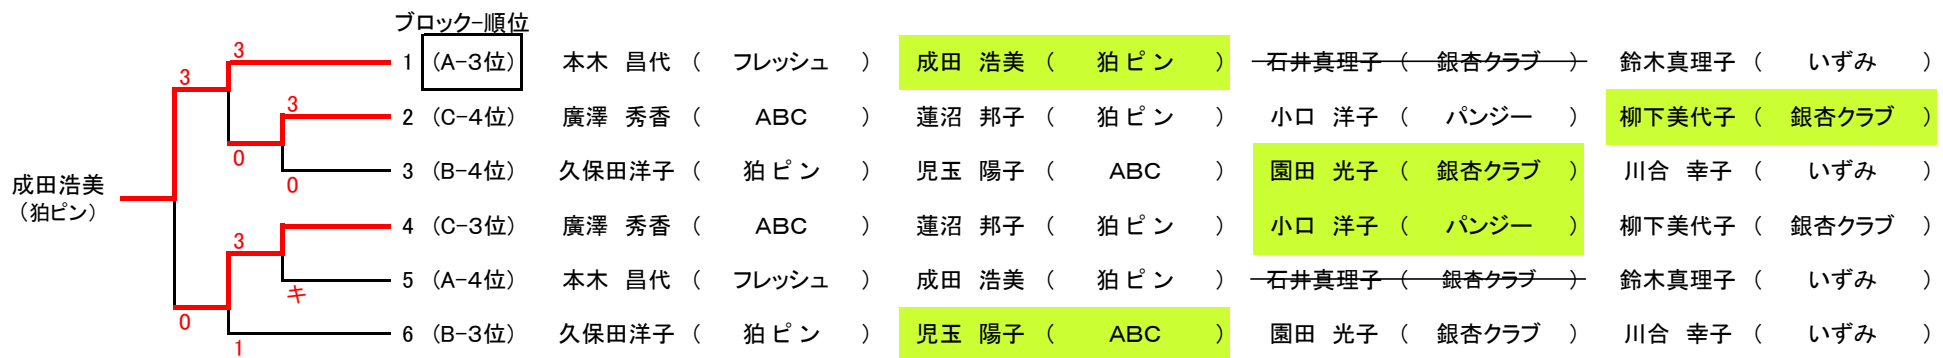 ブロック-順位
3
1 (A-3位) 本木 昌代 ( フレッシュ ) 成田 浩美 ( 狛ピン ) 石井真理子 ( 銀杏クラブ ) 鈴木真理子 ( いずみ )
3
3
2 (C-4位) 廣澤 秀香 ( ABC ) 蓮沼 邦子 ( 狛ピン ) 小口 洋子 ( パンジー ) 柳下美代子 ( 銀杏クラブ )
0
3 (B-4位) 久保田洋子 ( 狛ピン ) 児玉 陽子 ( ABC ) 園田 光子 ( 銀杏クラブ ) 川合 幸子 ( いずみ )
0
成田浩美
(狛ピン)
4 (C-3位) 廣澤 秀香 ( ABC ) 蓮沼 邦子 ( 狛ピン ) 小口 洋子 ( パンジー ) 柳下美代子 ( 銀杏クラブ )
3
5 (A-4位) 本木 昌代 ( フレッシュ ) 成田 浩美 ( 狛ピン ) 石井真理子 ( 銀杏クラブ ) 鈴木真理子 ( いずみ )
キ
0
6 (B-3位) 久保田洋子 ( 狛ピン ) 児玉 陽子 ( ABC ) 園田 光子 ( 銀杏クラブ ) 川合 幸子 ( いずみ )
1